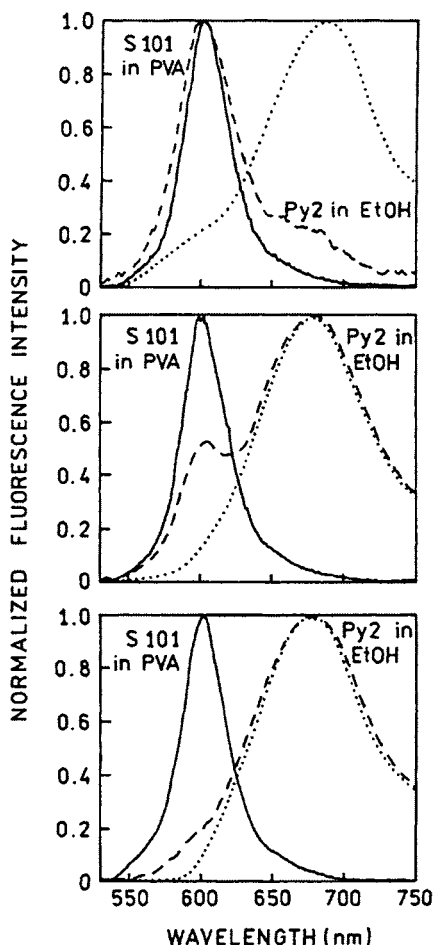 NORMALIZED FLUORESCENCE INTENSITY
1.0
0.8
0.6
0.4
0.2
0
S 101
in PVA
Py2 in EtOH
1.0
0.8
0.6
0.4
0.2
0
S 101
in PVA
Py2 in
EtOH
1.0
0.8
0.6
0.4
0.2
0
S 101
in PVA
Py2 in
EtOH
550 600 650 700 750
WAVELENGTH (nm)